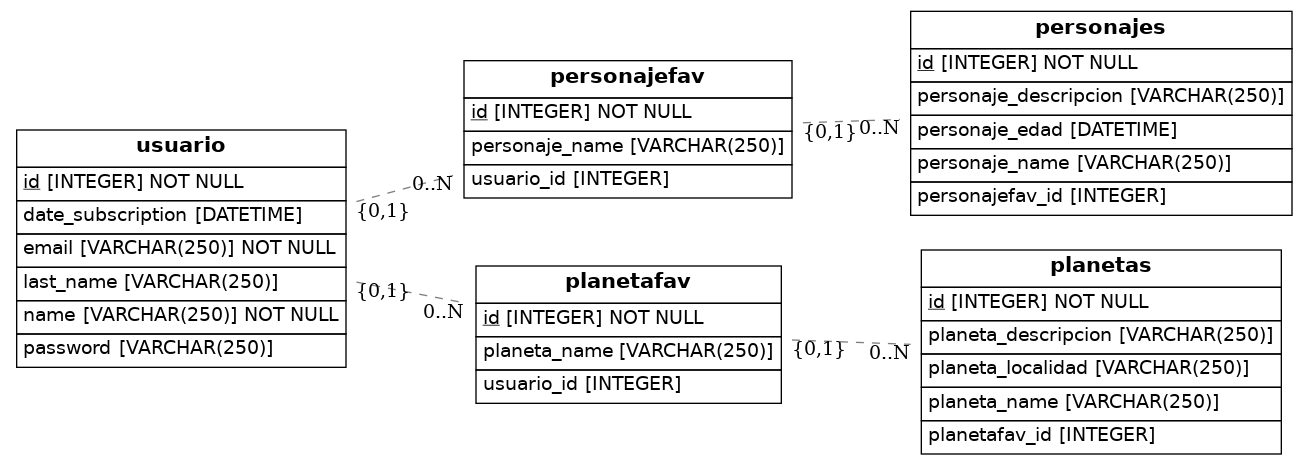 usuario
id [INTEGER] NOT NULL
date_subscription [DATETIME]
email [VARCHAR(250)] NOT NULL
last_name [VARCHAR(250)]
name [VARCHAR(250)] NOT NULL
password [VARCHAR(250)]
{0,1}
0..N
{0,1}
0..N
personajefav
id [INTEGER] NOT NULL
personaje_name [VARCHAR(250)]
usuario_id [INTEGER]
{0,1}
0..N
personajes
id [INTEGER] NOT NULL
personaje_descripcion [VARCHAR(250)]
personaje_edad [DATETIME]
personaje_name [VARCHAR(250)]
personajefav_id [INTEGER]
planetafav
id [INTEGER] NOT NULL
planeta_name [VARCHAR(250)]
usuario_id [INTEGER]
{0,1}
0..N
planetas
id [INTEGER] NOT NULL
planeta_descripcion [VARCHAR(250)]
planeta_localidad [VARCHAR(250)]
planeta_name [VARCHAR(250)]
planetafav_id [INTEGER]